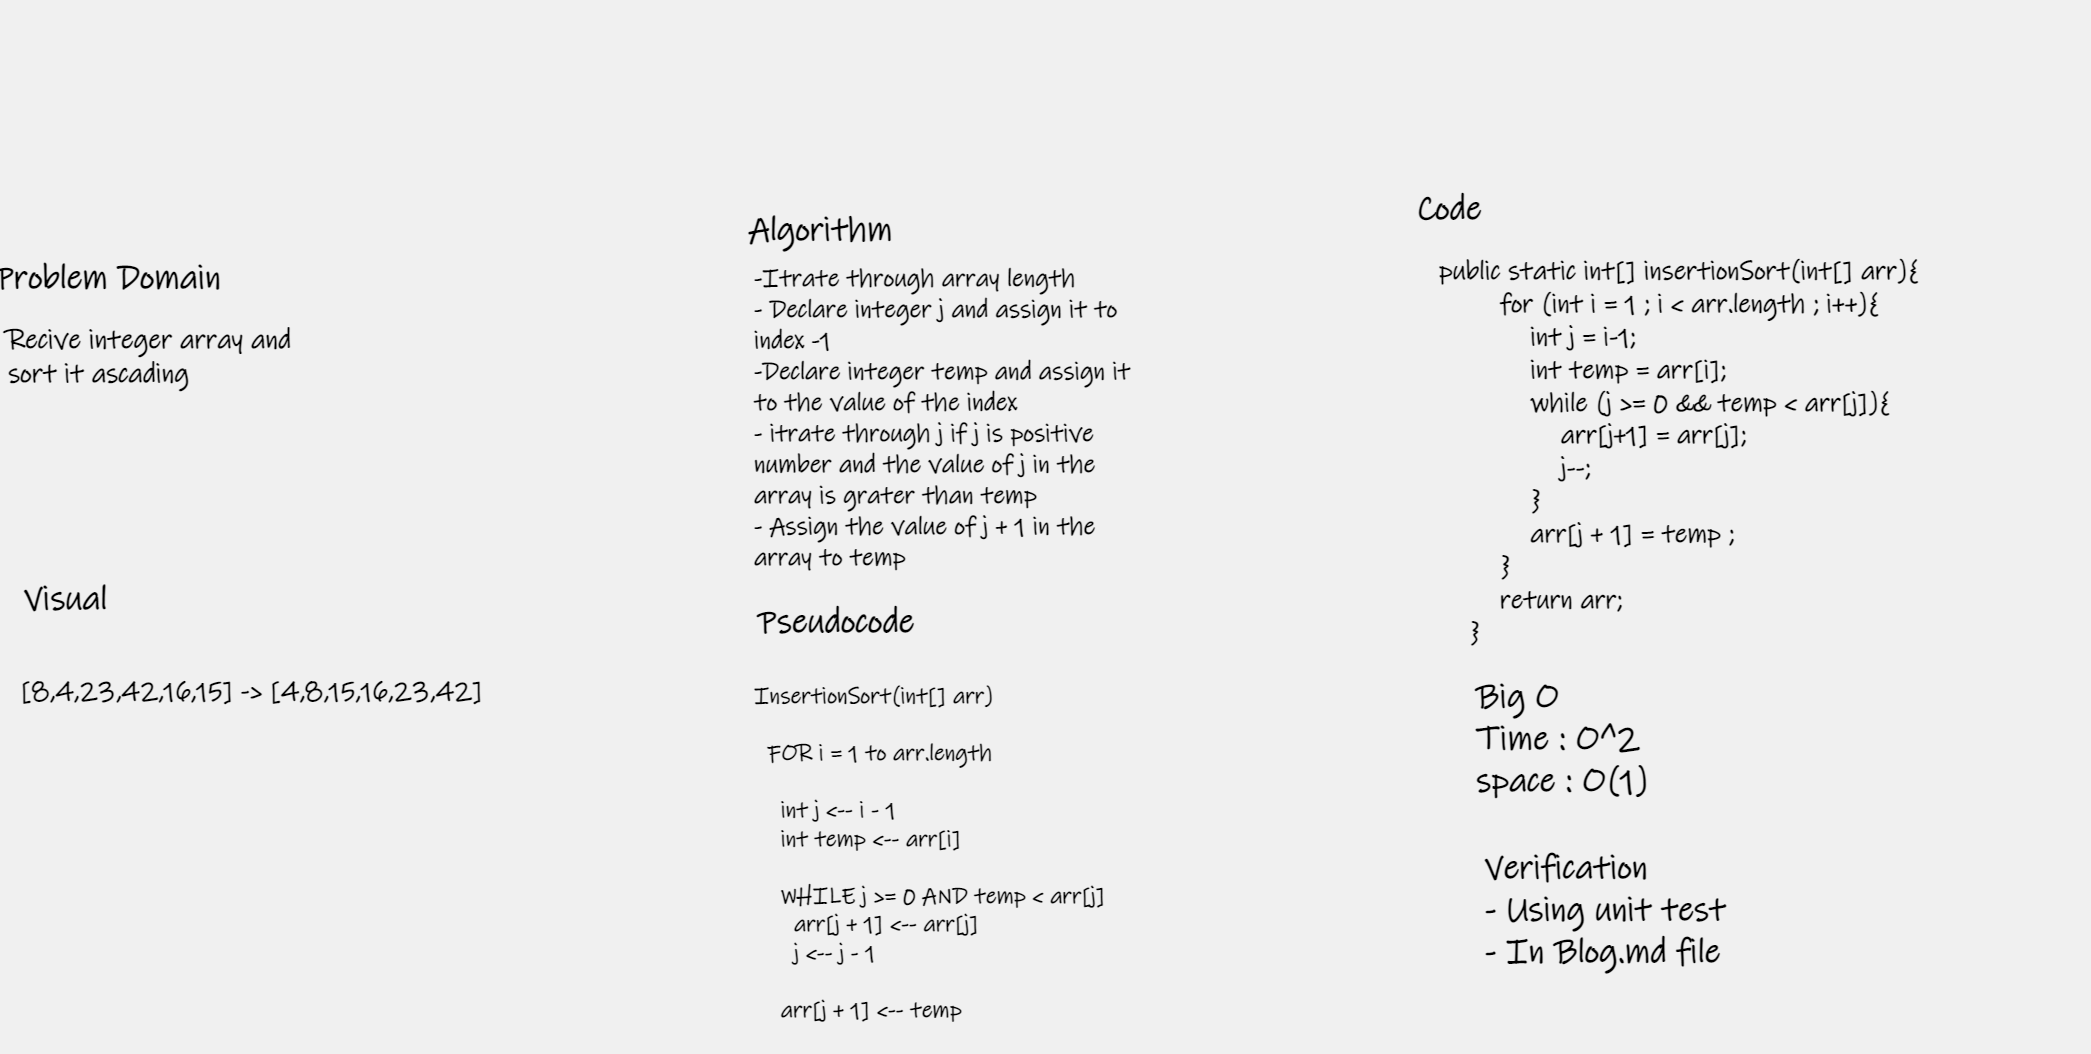 Problem Domain
Recive integer array and
sort it ascading
Visual
[8,4,23,42,16,15] -> [4,8,15,16,23,42]
Algorithm
-Itrate through array length
- Declare integer j and assign it to
index -1
-Declare integer temp and assign it
to the value of the index
- itrate through j if j is positive
number and the value of j in the
array is grater than temp
- Assign the value of j + 1 in the
array to temp
Pseudocode
InsertionSort(int[] arr)
FOR i = 1 to arr.length
int j <-- i - 1
int temp <-- arr[i]
WHILE j >= 0 AND temp < arr[j]
arr[j + 1] <-- arr[j]
j <-- j - 1
arr[j + 1] <-- temp
Code
public static int[] insertionSort(int[] arr){
for (int i = 1 ; i < arr.length ; i++){
int j = i-1;
int temp = arr[i];
while (j >= 0 && temp < arr[j]){
arr[j+1] = arr[j];
j--;
}
arr[j + 1] = temp ;
}
return arr;
}
Big O
Time : O^2
space : O(1)
Verification
- Using unit test
- In Blog.md file